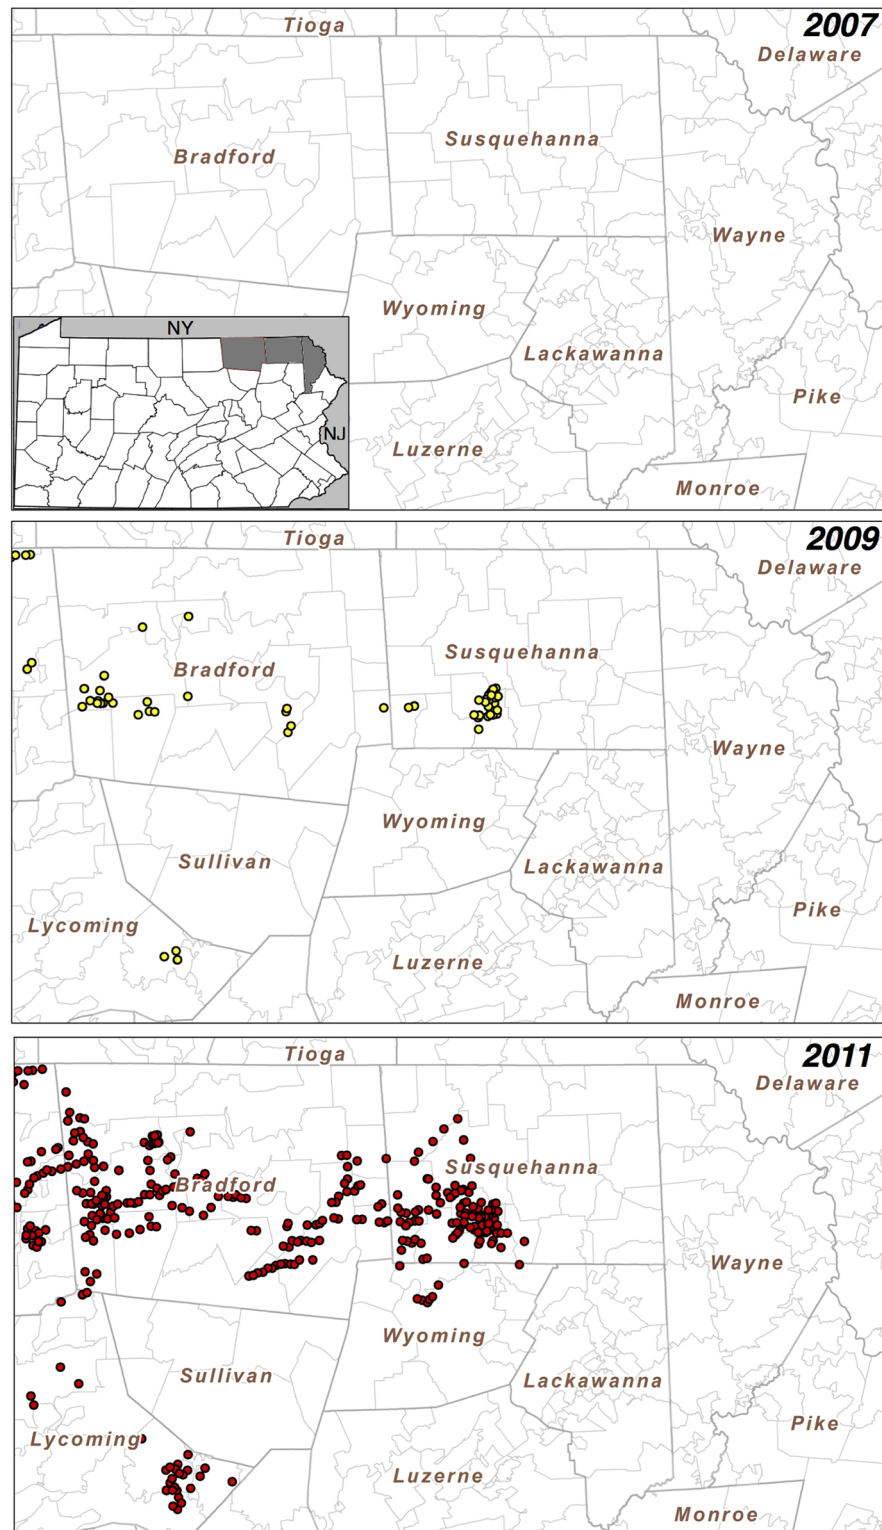 Tioga
2007
Delaware
Susquehanna
Bradford
Wayne
Wyoming
NY
Lackawanna
Pike
NJ
Luzerne
Monroe
Tioga
2009
Delaware
Susquehanna
Bradford
Wayne
Wyoming
Sullivan
Lackawanna
Pike
Lycoming
Luzerne
Monroe
Tioga
2011
Delaware
Susquehanna
Bradford
Wayne
Wyoming
Sullivan
Lackawanna
Pike
Lycoming
Luzerne
Monroe